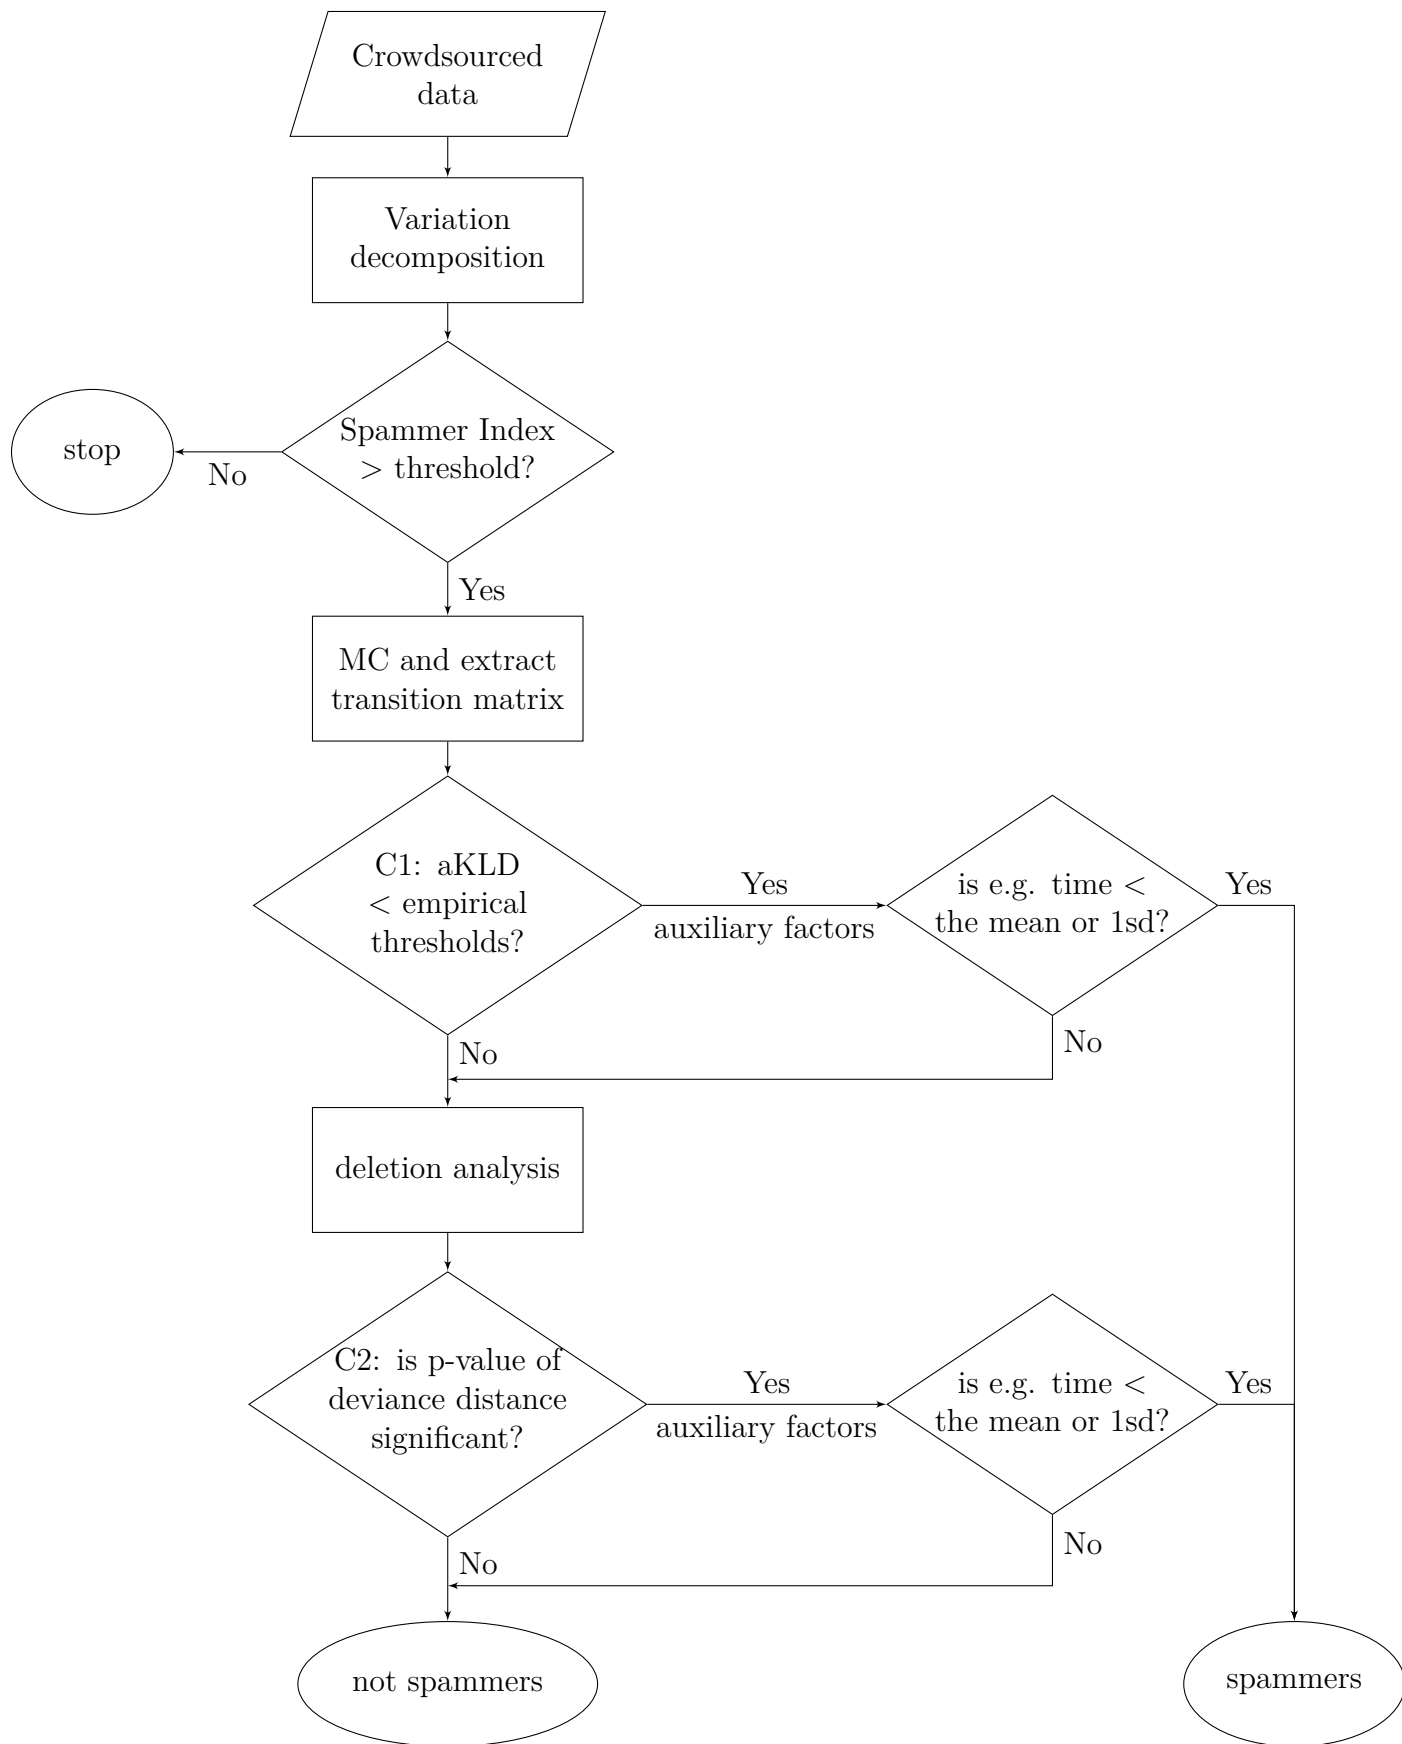 Crowdsourced
data
Variation
decomposition
Spammer Index
> threshold?
stop
No
Yes
MC and extract
transition matrix
C1: aKLD
< empirical
thresholds?
Yes
auxiliary factors
is e.g. time <
the mean or 1sd?
Yes
No
No
deletion analysis
C2: is p-value of
deviance distance
significant?
Yes
auxiliary factors
is e.g. time <
the mean or 1sd?
Yes
No
No
not spammers
spammers